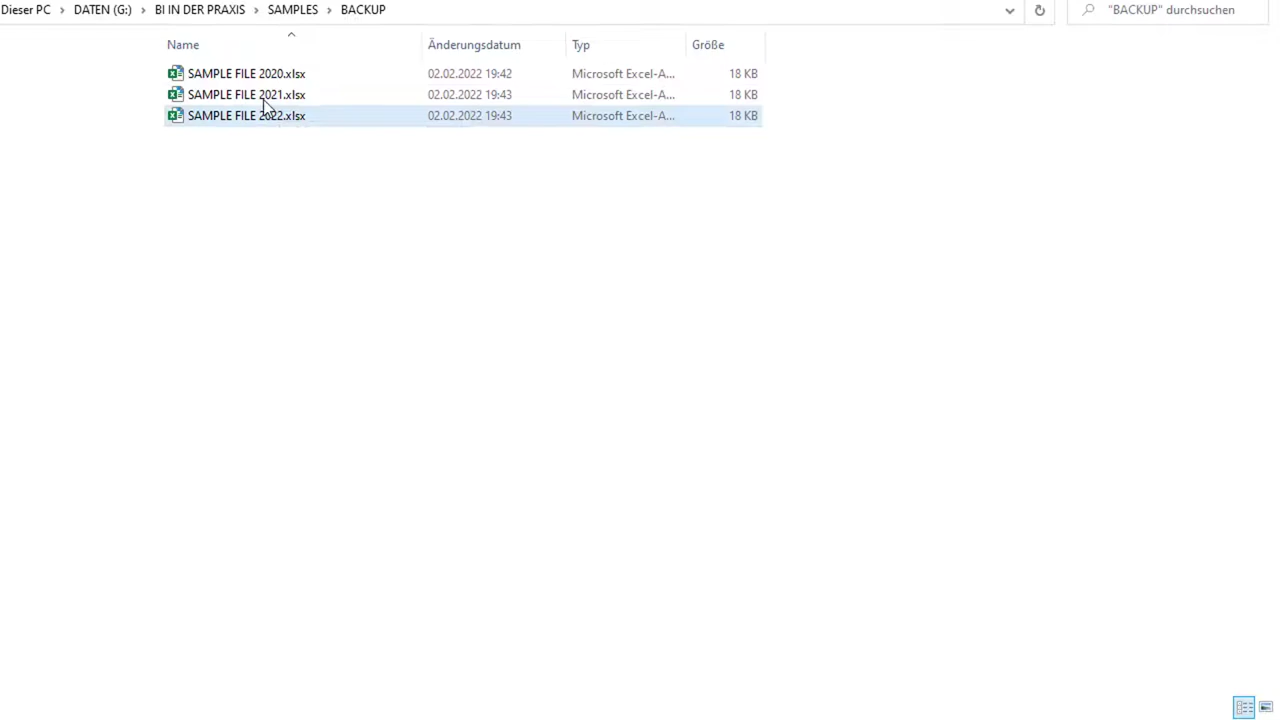 Dieser PC > DATEN (G:) > BI IN DER PRAXIS > SAMPLES > BACKUP "BACKUP" durchsuchen
Name Änderungsdatum Typ Größe
SAMPLE FILE 2020.xlsx 02.02.2022 19:42 Microsoft Excel-A... 18 KB
SAMPLE FILE 2021.xlsx 02.02.2022 19:43 Microsoft Excel-A... 18 KB
SAMPLE FILE 2022.xlsx 02.02.2022 19:43 Microsoft Excel-A... 18 KB